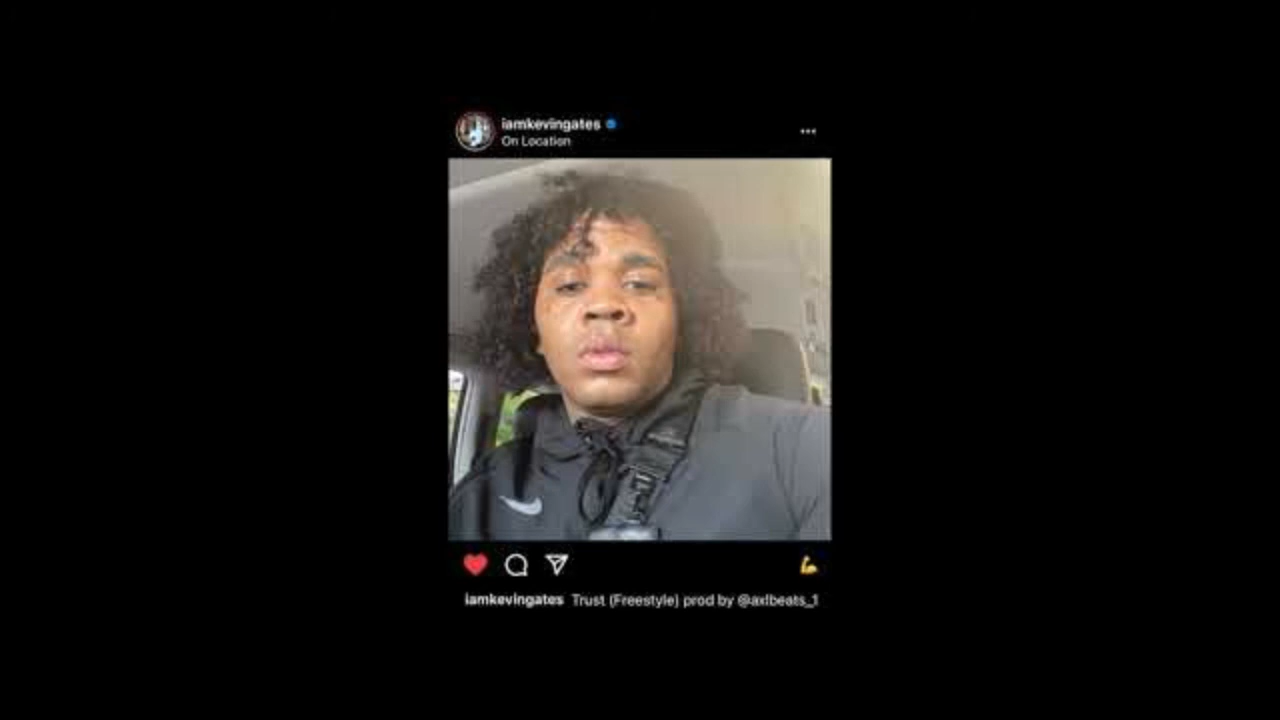 iamkevingates
On Location
iamkevingates Trust (Freestyle) prod by @axlbeats_1